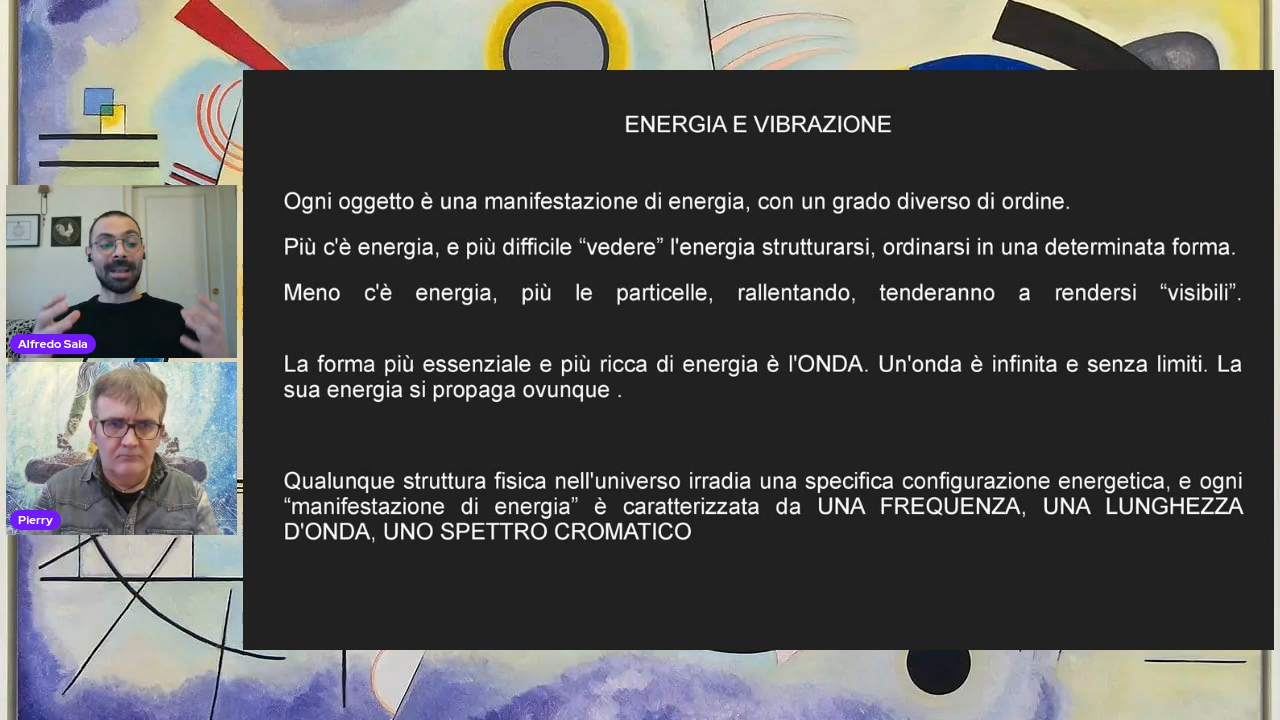 ENERGIA E VIBRAZIONE
Ogni oggetto è una manifestazione di energia, con un grado diverso di ordine.
Più c'è energia, e più difficile “vedere” l'energia strutturarsi, ordinarsi in una determinata forma.
Meno c'è energia, più le particelle, rallentando, tenderanno a rendersi “visibili”.
La forma più essenziale e più ricca di energia è l'ONDA. Un'onda è infinita e senza limiti. La
sua energia si propaga ovunque .
Qualunque struttura fisica nell'universo irradia una specifica configurazione energetica, e ogni
“manifestazione di energia” è caratterizzata da UNA FREQUENZA, UNA LUNGHEZZA
D'ONDA, UNO SPETTRO CROMATICO
Alfredo Sala
Pierry